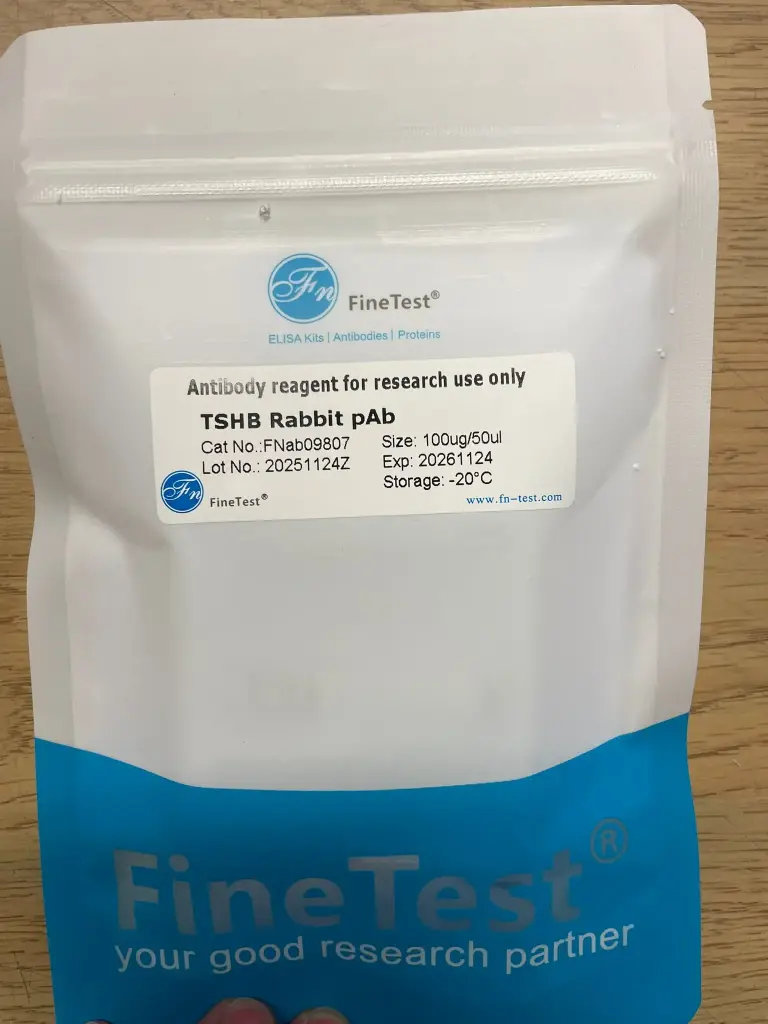 Fn FineTest®
ELISA Kits | Antibodies | Proteins
Antibody reagent for research use only
TSHB Rabbit pAb
Cat No.:FNab09807 Size: 100ug/50ul
Lot No.: 20251124Z Exp: 20261124
Storage: -20°C
Fn FineTest® www.fn-test.com
FineTest®
your good research partner